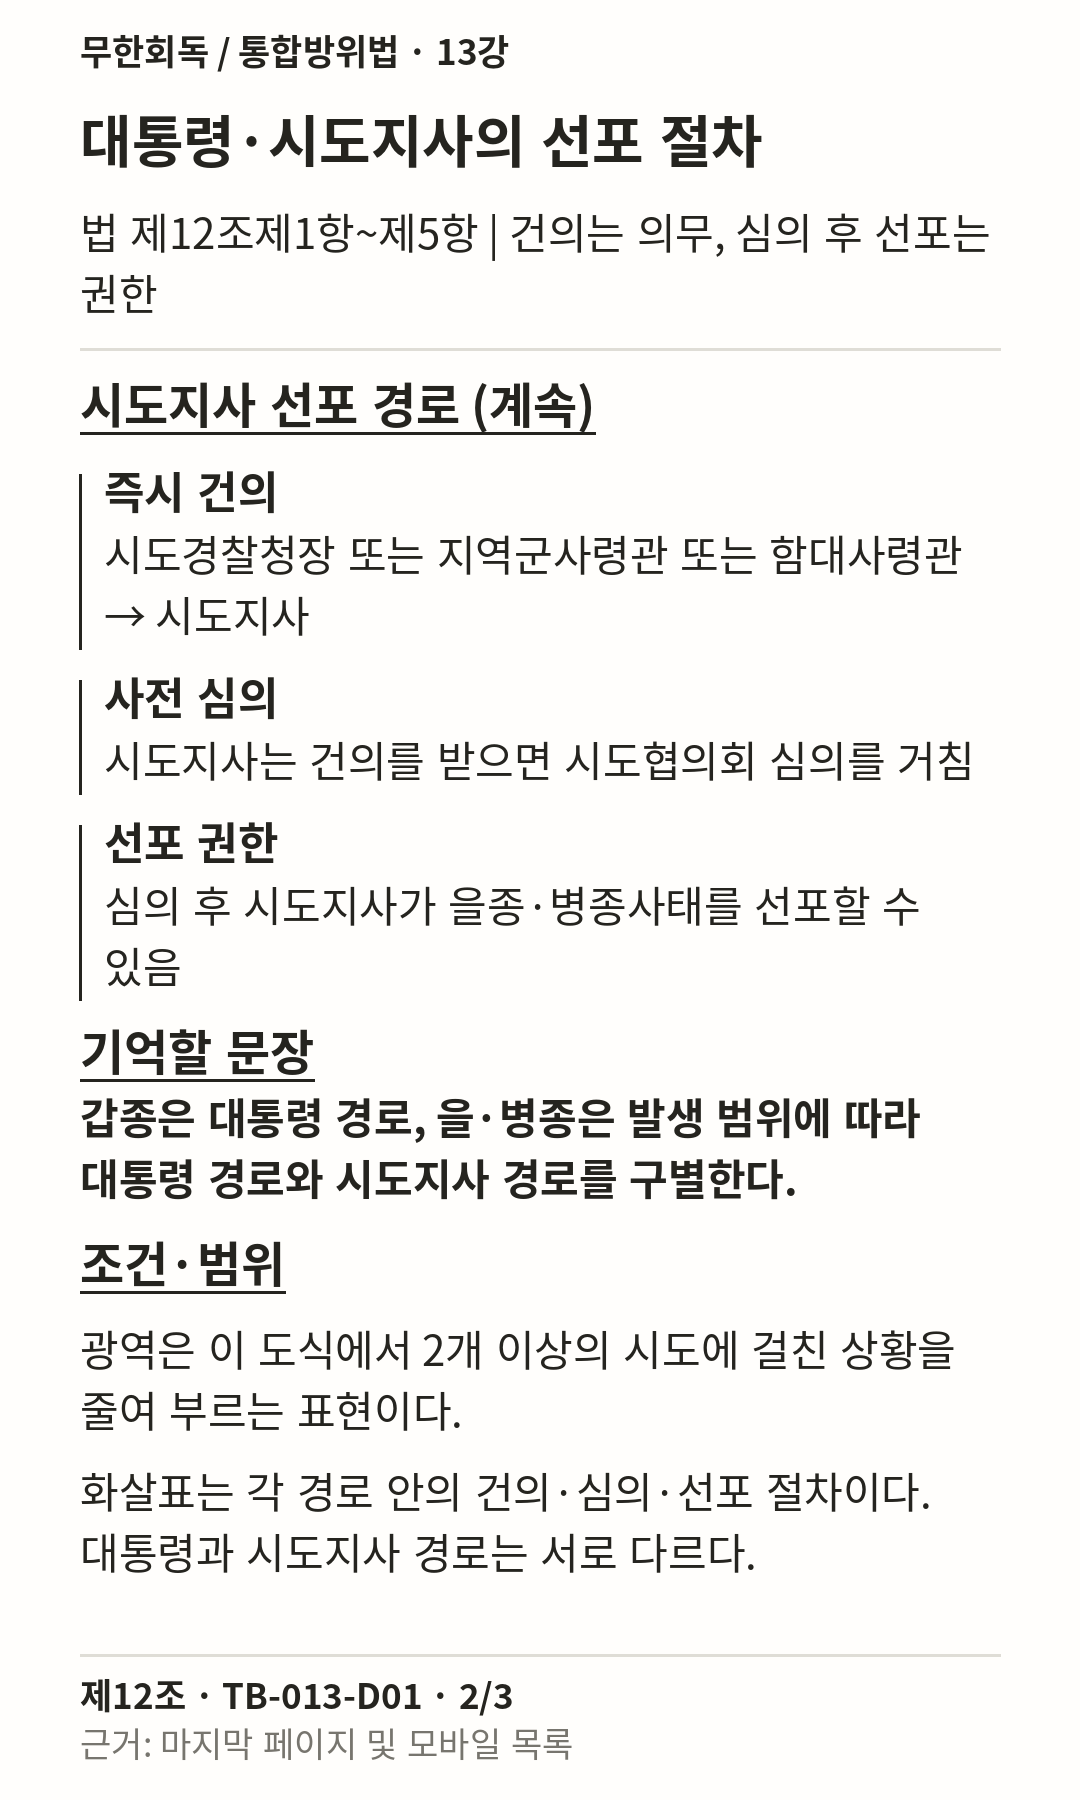 무한회독 / 통합방위법 · 13강
대통령·시도지사의 선포 절차
법 제12조제1항~제5항 | 건의는 의무, 심의 후 선포는
권한
시도지사 선포 경로 (계속)
즉시 건의
시도경찰청장 또는 지역군사령관 또는 함대사령관
→ 시도지사
사전 심의
시도지사는 건의를 받으면 시도협의회 심의를 거침
선포 권한
심의 후 시도지사가 을종·병종사태를 선포할 수
있음
기억할 문장
갑종은 대통령 경로, 을·병종은 발생 범위에 따라
대통령 경로와 시도지사 경로를 구별한다.
조건·범위
광역은 이 도식에서 2개 이상의 시도에 걸친 상황을
줄여 부르는 표현이다.
화살표는 각 경로 안의 건의·심의·선포 절차이다.
대통령과 시도지사 경로는 서로 다르다.
제12조 · TB-013-D01 · 2/3
근거: 마지막 페이지 및 모바일 목록